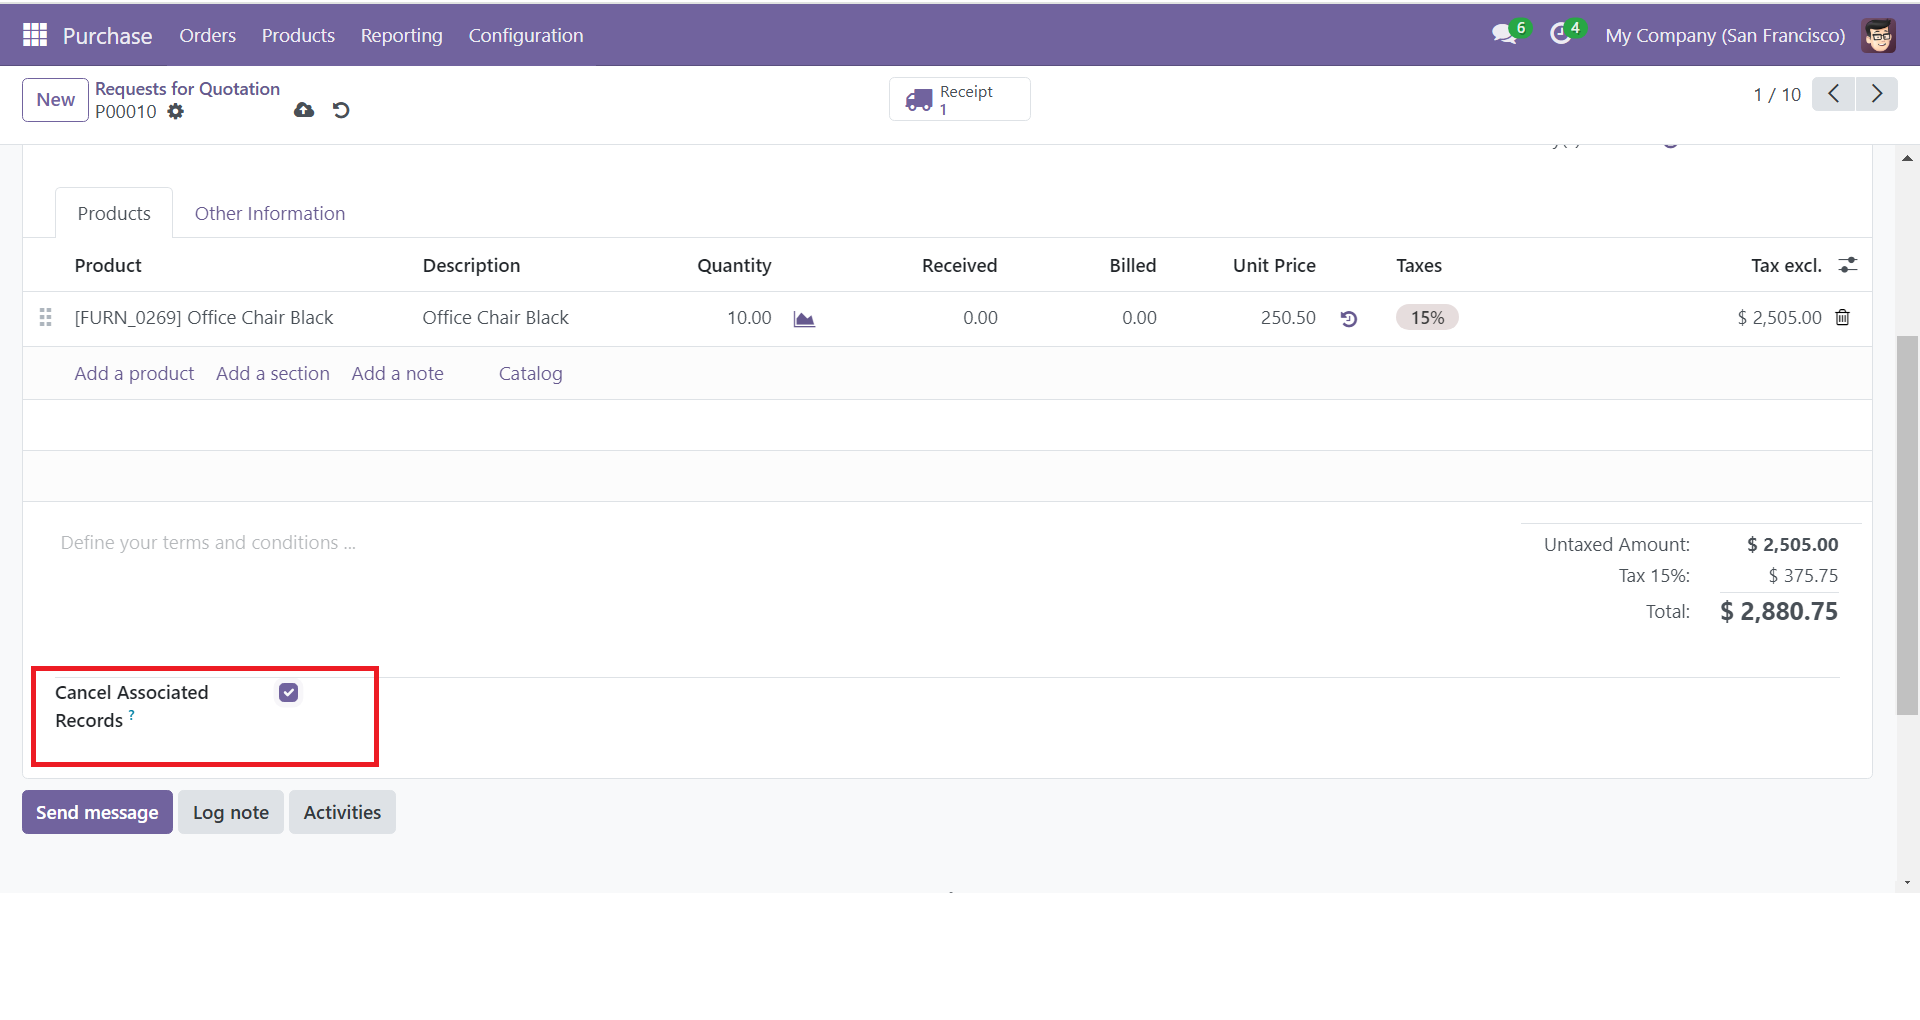 Purchase Orders Products Reporting Configuration 6 4 My Company (San Francisco)
New Requests for Quotation
P00010
Receipt
1
1 / 10
Products Other Information
Product Description Quantity Received Billed Unit Price Taxes Tax excl.
[FURN_0269] Office Chair Black Office Chair Black 10.00 0.00 0.00 250.50 15% $ 2,505.00
Add a product Add a section Add a note Catalog
Define your terms and conditions ...
Untaxed Amount: $ 2,505.00
Tax 15%: $ 375.75
Total: $ 2,880.75
Cancel Associated
Records ?
Send message Log note Activities